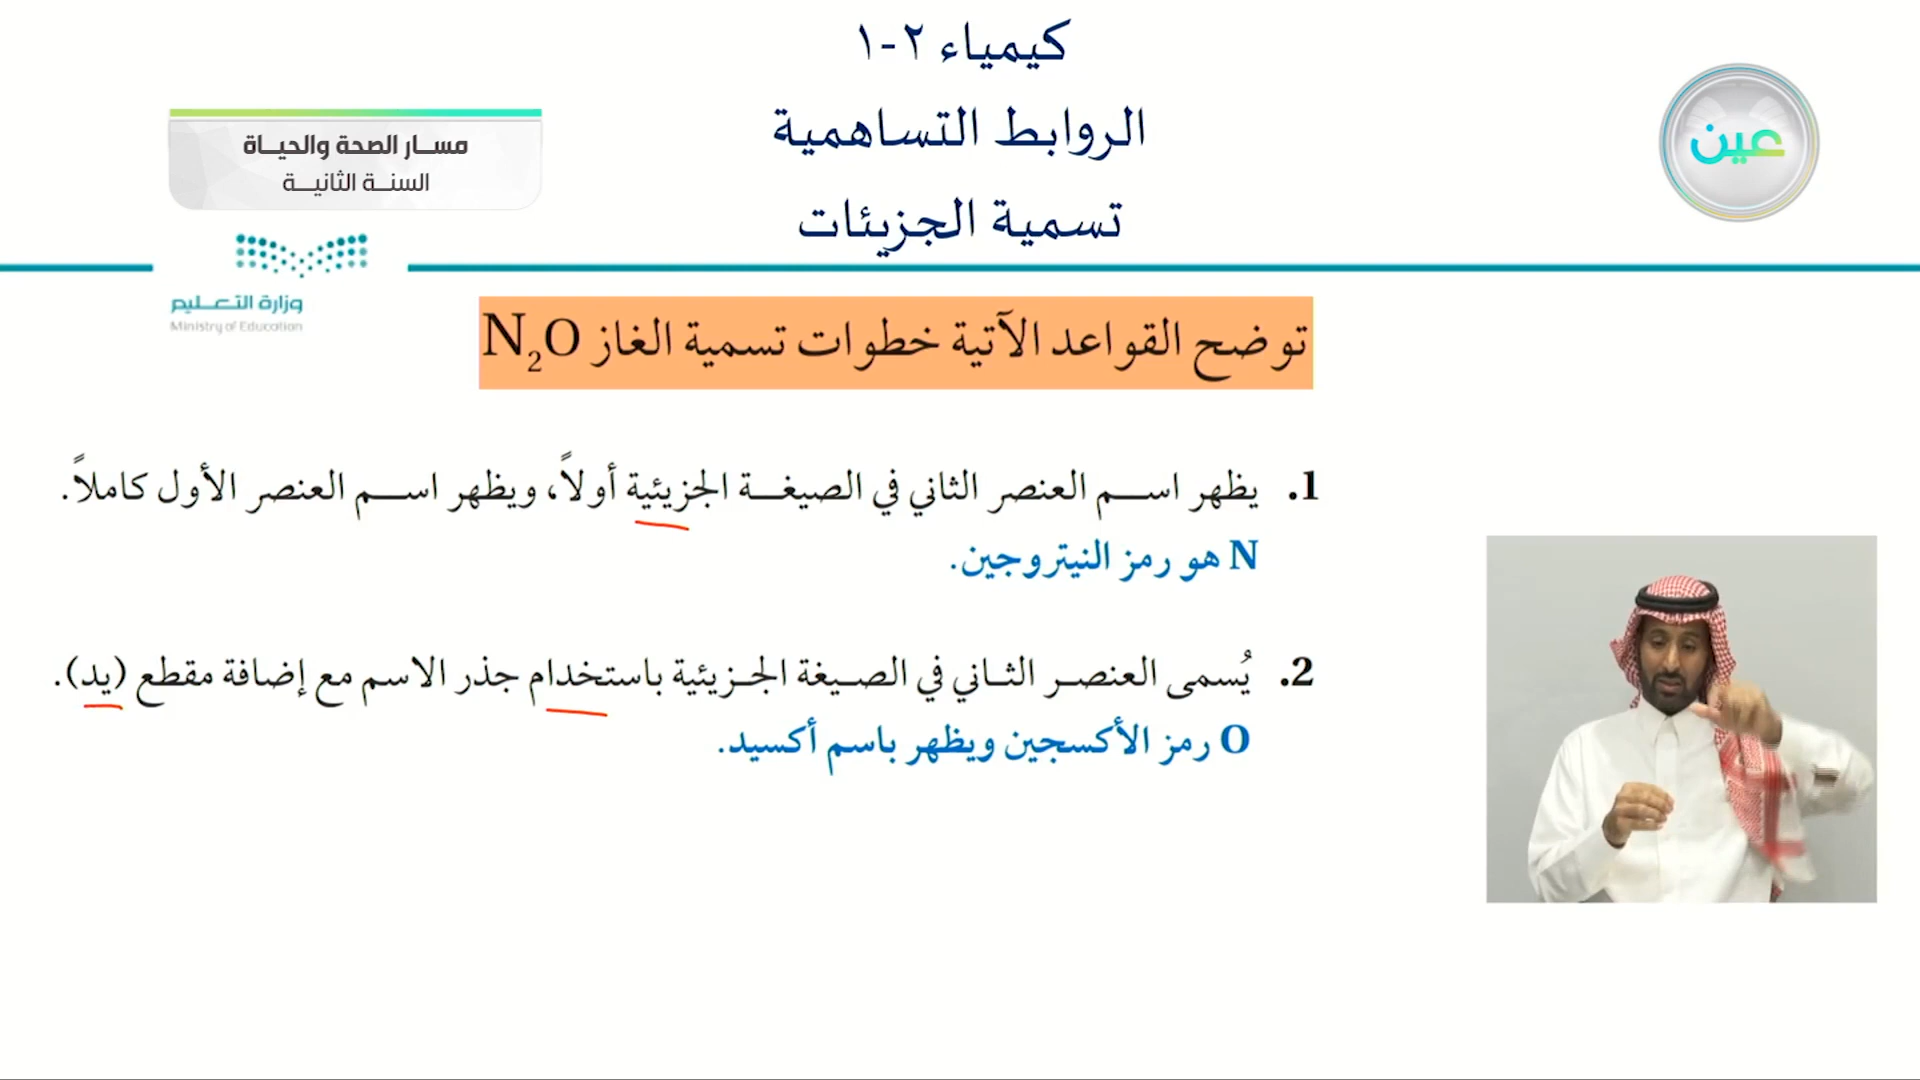 كيمياء ٢-١
الروابط التساهمية
تسمية الجزيئات
عين
مسار الصحة والحياة
السنة الثانية
وزارة التعليم
Ministry of Education
توضح القواعد الآتية خطوات تسمية الغاز N₂O
1. يظهر اسم العنصر الثاني في الصيغة الجزيئية أولاً، ويظهر اسم العنصر الأول كاملاً.
N هو رمز النيتروجين.
2. يُسمى العنصر الثاني في الصيغة الجزيئية باستخدام جذر الاسم مع إضافة مقطع (يد).
O رمز الأكسجين ويظهر باسم أكسيد.